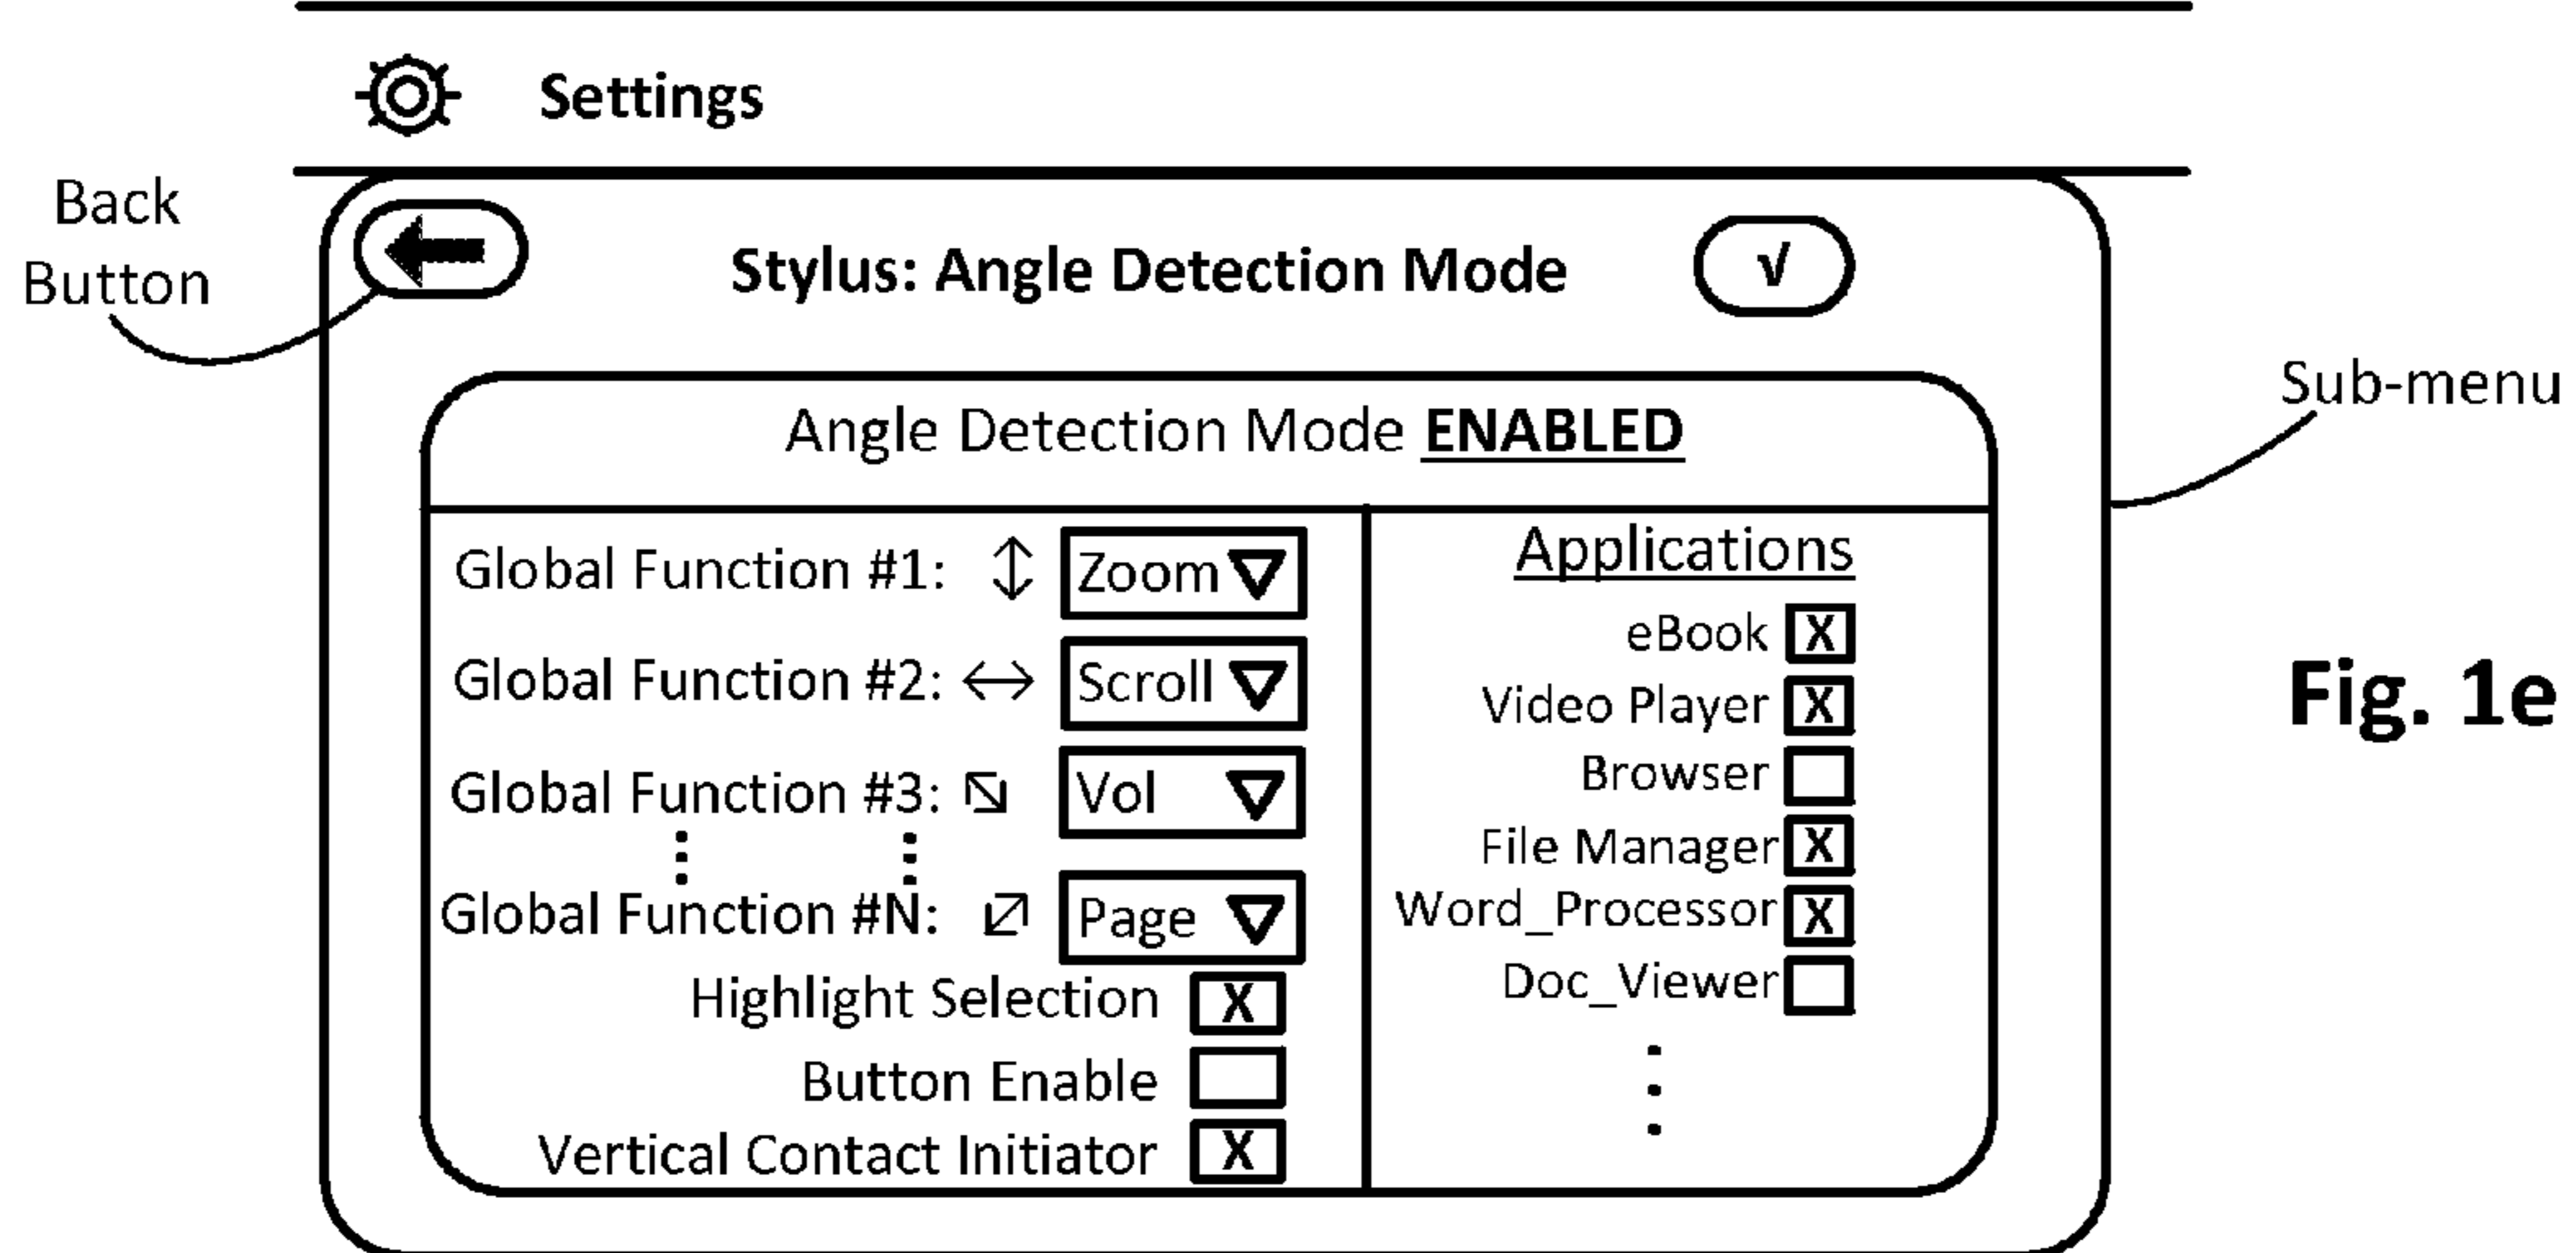 Settings
Back
Button
Stylus: Angle Detection Mode √
Sub-menu
Angle Detection Mode ENABLED
Global Function #1: ↕ Zoom ▽
Global Function #2: ↔ Scroll ▽
Global Function #3: ⤡ Vol ▽
Global Function #N: ⤢ Page ▽
Highlight Selection X
Button Enable
Vertical Contact Initiator X
Applications
eBook X
Video Player X
Browser
File Manager X
Word_Processor X
Doc_Viewer
Fig. 1e